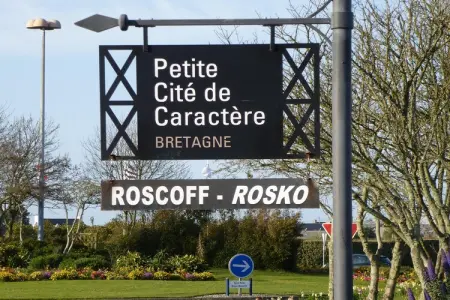 Petite
Cité de
Caractère
BRETAGNE
ROSCOFF - ROSKO